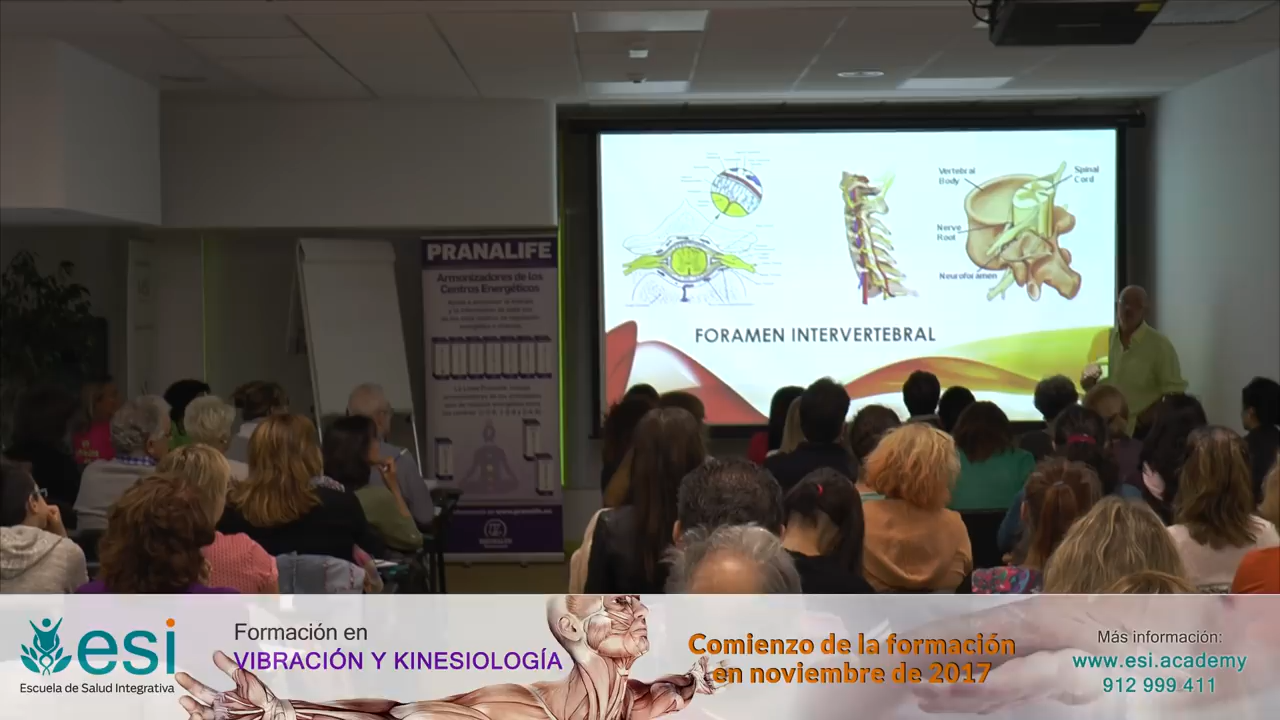 Vertebral
Body
Spinal
Cord
Nerve
Root
Neuroforamen
FORAMEN INTERVERTEBRAL
PRANALIFE
Armonizadores de los
Centros Energéticos
esi
Escuela de Salud Integrativa
Formación en
VIBRACIÓN Y KINESIOLOGÍA
Comienzo de la formación
en noviembre de 2017
Más información:
www.esi.academy
912 999 411